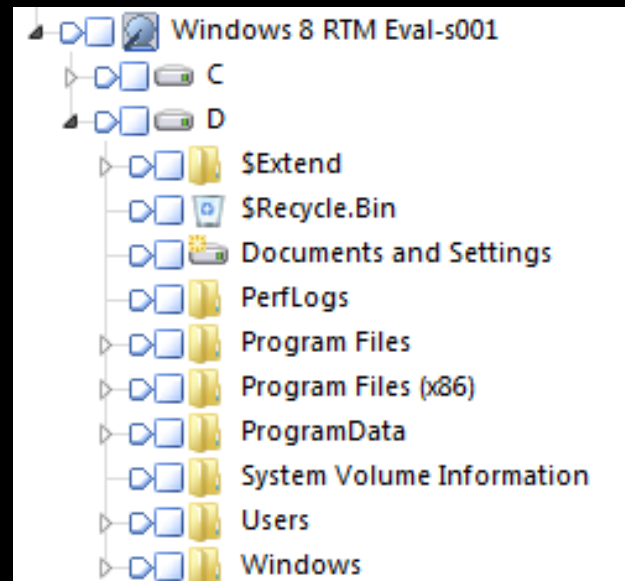 Windows 8 RTM Eval-s001
C
D
$Extend
$Recycle.Bin
Documents and Settings
PerfLogs
Program Files
Program Files (x86)
ProgramData
System Volume Information
Users
Windows